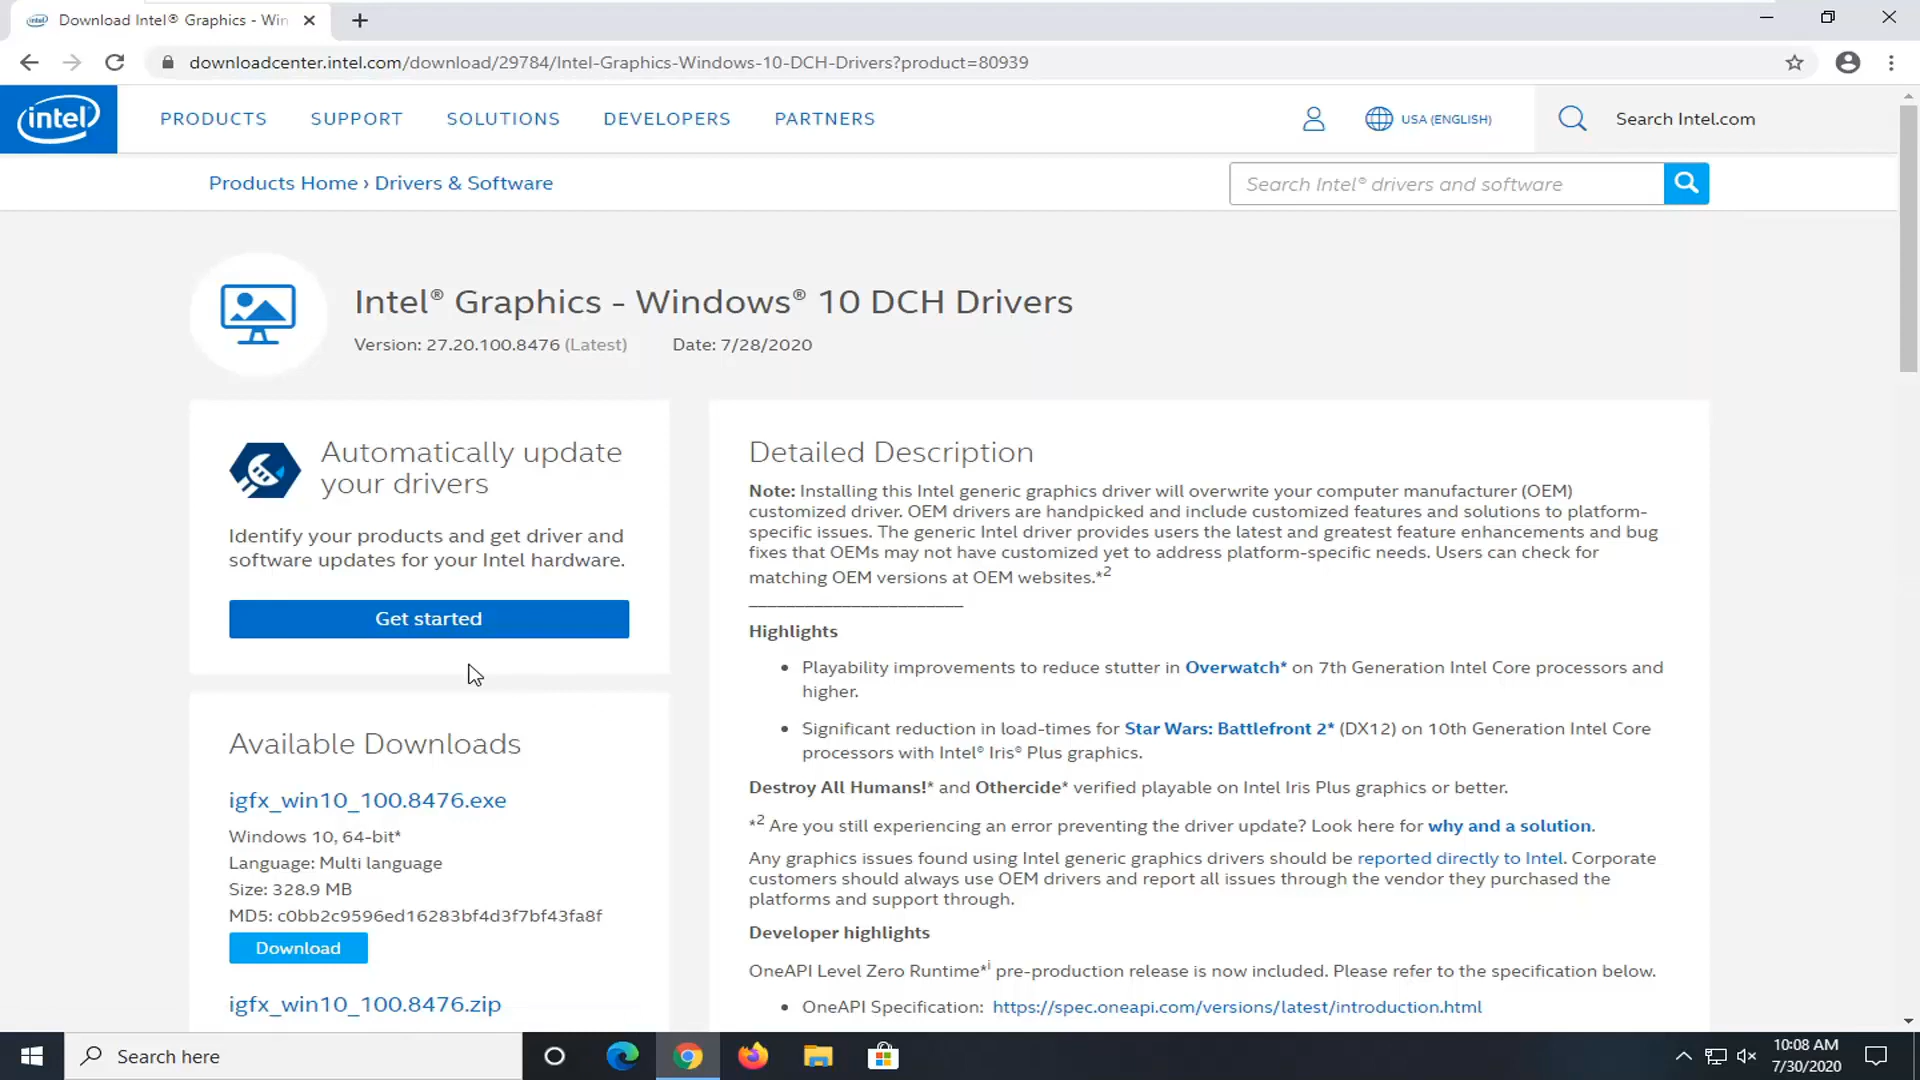 intel Download Intel® Graphics - Win
downloadcenter.intel.com/download/29784/Intel-Graphics-Windows-10-DCH-Drivers?product=80939
intel
PRODUCTS SUPPORT SOLUTIONS DEVELOPERS PARTNERS USA (ENGLISH) Search Intel.com
Products Home › Drivers & Software Search Intel® drivers and software
Intel® Graphics - Windows® 10 DCH Drivers
Version: 27.20.100.8476 (Latest) Date: 7/28/2020
Automatically update
your drivers
Identify your products and get driver and
software updates for your Intel hardware.
Get started
Available Downloads
igfx_win10_100.8476.exe
Windows 10, 64-bit*
Language: Multi language
Size: 328.9 MB
MD5: c0bb2c9596ed16283bf4d3f7bf43fa8f
Download
igfx_win10_100.8476.zip
Detailed Description
Note: Installing this Intel generic graphics driver will overwrite your computer manufacturer (OEM)
customized driver. OEM drivers are handpicked and include customized features and solutions to platform-
specific issues. The generic Intel driver provides users the latest and greatest feature enhancements and bug
fixes that OEMs may not have customized yet to address platform-specific needs. Users can check for
matching OEM versions at OEM websites.*2
________________________
Highlights
• Playability improvements to reduce stutter in Overwatch* on 7th Generation Intel Core processors and
higher.
• Significant reduction in load-times for Star Wars: Battlefront 2* (DX12) on 10th Generation Intel Core
processors with Intel® Iris® Plus graphics.
Destroy All Humans!* and Othercide* verified playable on Intel Iris Plus graphics or better.
*2 Are you still experiencing an error preventing the driver update? Look here for why and a solution.
Any graphics issues found using Intel generic graphics drivers should be reported directly to Intel. Corporate
customers should always use OEM drivers and report all issues through the vendor they purchased the
platforms and support through.
Developer highlights
OneAPI Level Zero Runtime*i pre-production release is now included. Please refer to the specification below.
• OneAPI Specification: https://spec.oneapi.com/versions/latest/introduction.html
Search here
10:08 AM
7/30/2020